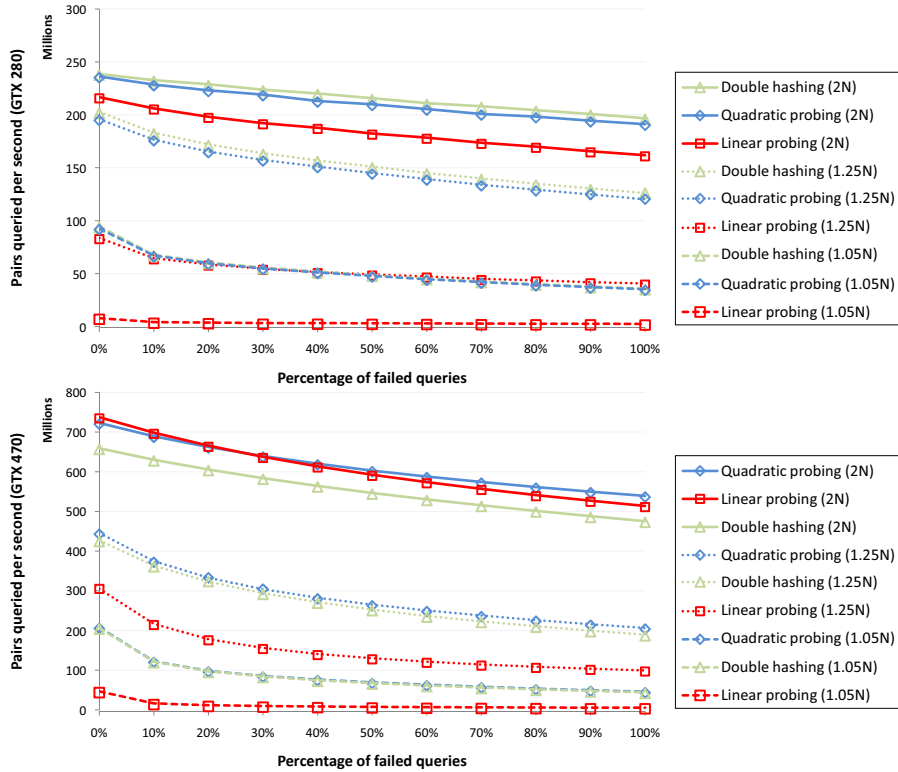 Pairs queried per second (GTX 280)
Millions
300
250
200
150
100
50
0
0% 10% 20% 30% 40% 50% 60% 70% 80% 90% 100%
Percentage of failed queries
Double hashing (2N)
Quadratic probing (2N)
Linear probing (2N)
Double hashing (1.25N)
Quadratic probing (1.25N)
Linear probing (1.25N)
Double hashing (1.05N)
Quadratic probing (1.05N)
Linear probing (1.05N)
Pairs queried per second (GTX 470)
Millions
800
700
600
500
400
300
200
100
0
0% 10% 20% 30% 40% 50% 60% 70% 80% 90% 100%
Percentage of failed queries
Quadratic probing (2N)
Linear probing (2N)
Double hashing (2N)
Quadratic probing (1.25N)
Double hashing (1.25N)
Linear probing (1.25N)
Quadratic probing (1.05N)
Double hashing (1.05N)
Linear probing (1.05N)